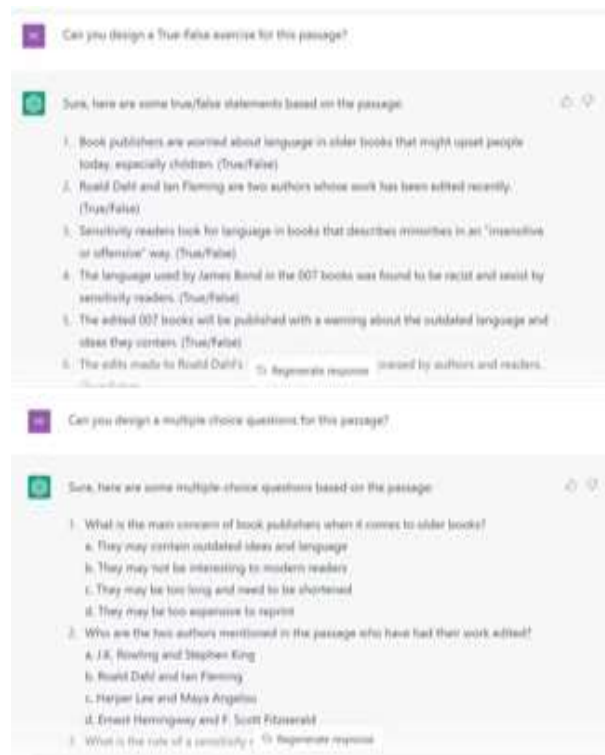 Can you design a True-False exercise for this passage?
Sure, here are some true/false statements based on the passage:
1. Book publishers are worried about language in older books that might upset people
today, especially children. (True/False)
2. Roald Dahl and Ian Fleming are two authors whose work has been edited recently.
(True/False)
3. Sensitivity readers look for language in books that describes minorities in an "insensitive
or offensive" way. (True/False)
4. The language used by James Bond in the 007 books was found to be racist and sexist by
sensitivity readers. (True/False)
5. The edited 007 books will be published with a warning about the outdated language and
ideas they contain. (True/False)
6. The edits made to Roald Dahl's Regenerate response by authors and readers.
Can you design a multiple choice questions for this passage?
Sure, here are some multiple-choice questions based on the passage:
1. What is the main concern of book publishers when it comes to older books?
a. They may contain outdated ideas and language
b. They may not be interesting to modern readers
c. They may be too long and need to be shortened
d. They may be too expensive to reprint
2. Who are the two authors mentioned in the passage who have had their work edited?
a. J.K. Rowling and Stephen King
b. Roald Dahl and Ian Fleming
c. Harper Lee and Maya Angelou
d. Ernest Hemingway and F. Scott Fitzgerald
3. What is the role of a sensitivity Regenerate response